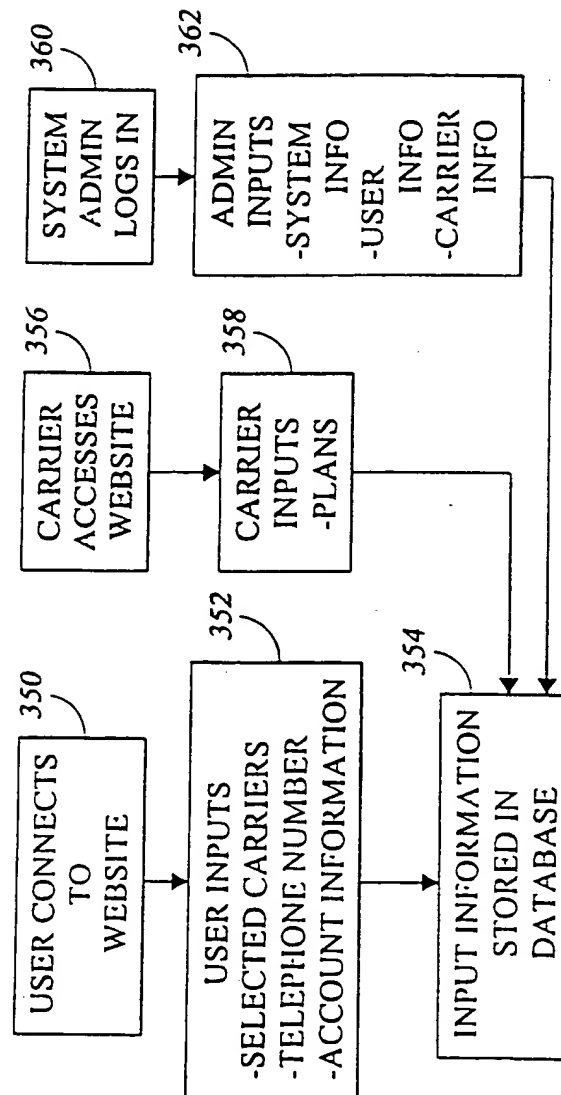 350
USER CONNECTS
TO
WEBSITE
352
USER INPUTS
-SELECTED CARRIERS
-TELEPHONE NUMBER
-ACCOUNT INFORMATION
354
INPUT INFORMATION
STORED IN
DATABASE
356
CARRIER
ACCESSES
WEBSITE
358
CARRIER
INPUTS
-PLANS
360
SYSTEM
ADMIN
LOGS IN
362
ADMIN
INPUTS
-SYSTEM
INFO
-USER
INFO
-CARRIER
INFO